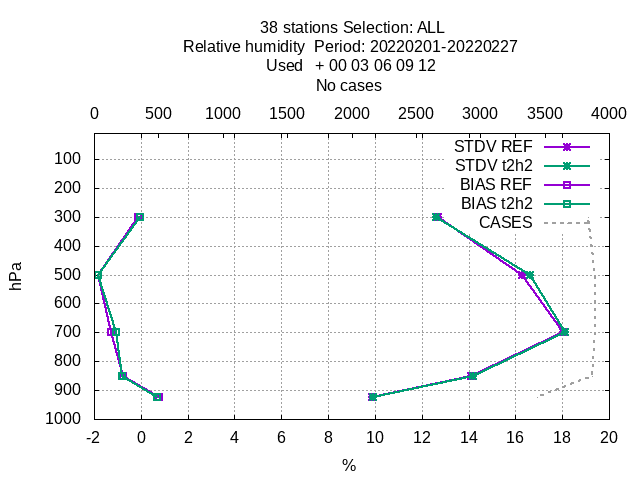 38 stations Selection: ALL
Relative humidity  Period: 20220201-20220227
Used   + 00 03 06 09 12
No cases
0 500 1000 1500 2000 2500 3000 3500 4000
STDV REF
STDV t2h2
BIAS REF
BIAS t2h2
CASES
hPa
100
200
300
400
500
600
700
800
900
1000
-2 0 2 4 6 8 10 12 14 16 18 20
%